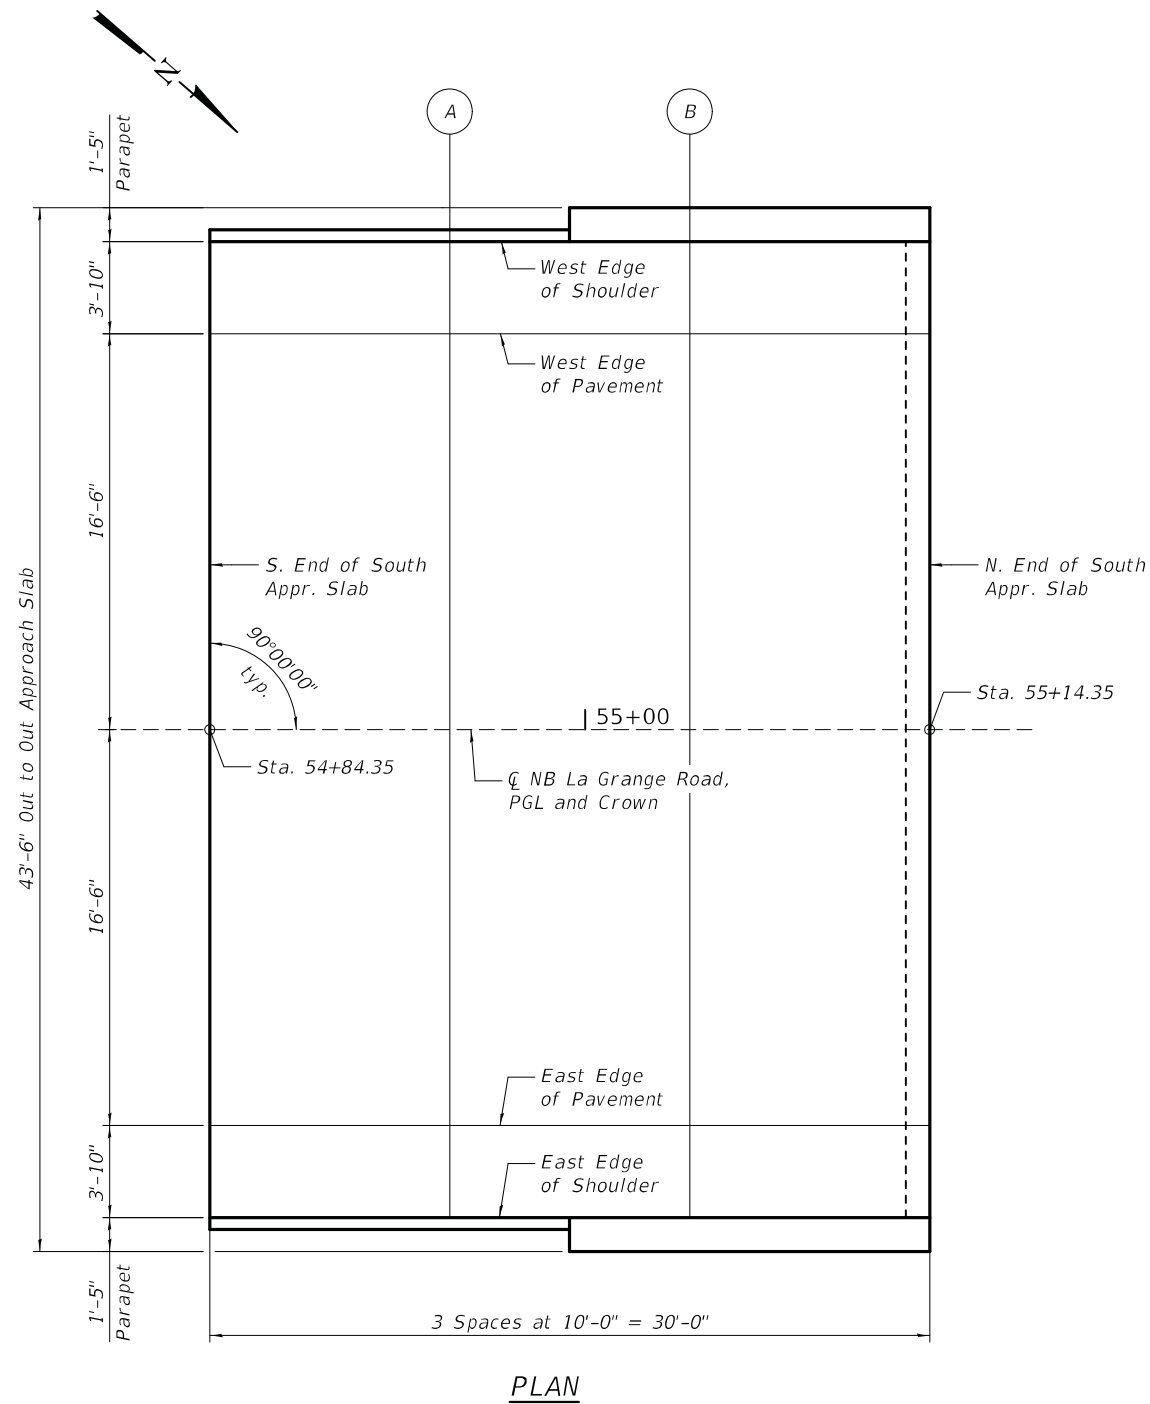 N
A
B
1'-5"
Parapet
3'-10"
West Edge
of Shoulder
West Edge
of Pavement
16'-6"
S. End of South
Appr. Slab
N. End of South
Appr. Slab
43'-6" Out to Out Approach Slab
90°00'00"
typ.
Sta. 55+14.35
55+00
Sta. 54+84.35
℄ NB La Grange Road,
PGL and Crown
16'-6"
East Edge
of Pavement
3'-10"
East Edge
of Shoulder
1'-5"
Parapet
3 Spaces at 10'-0" = 30'-0"
PLAN